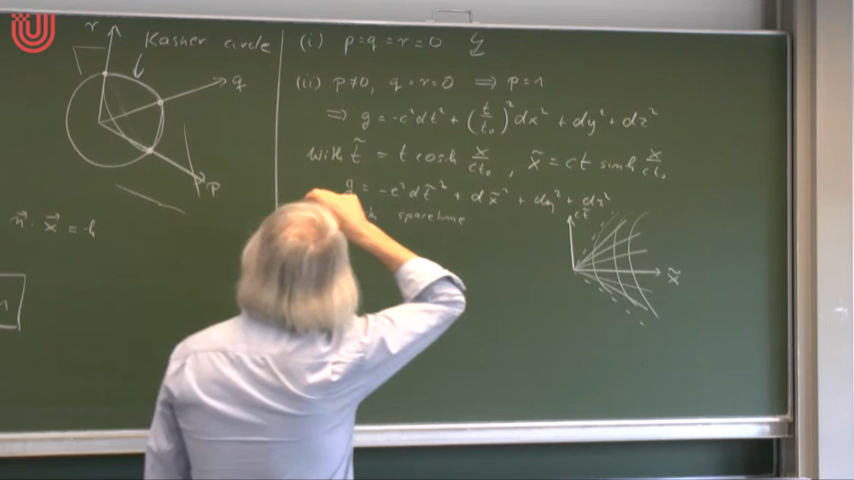 r
Kasner circle
q
p
n⃗ · x⃗ = h
(i) p=q=r=0 ↯
(ii) p≠0, q=r=0 ⟹ p=1
⟹ g = -c²dt² + (t/t₀)² dx² + dy² + dz²
with t̃ = t cosh x/ct₀ , x̃ = ct sinh x/ct₀
g = -c²dt̃² + dx̃² + dy² + dz²
spacetime
ct̃
x̃